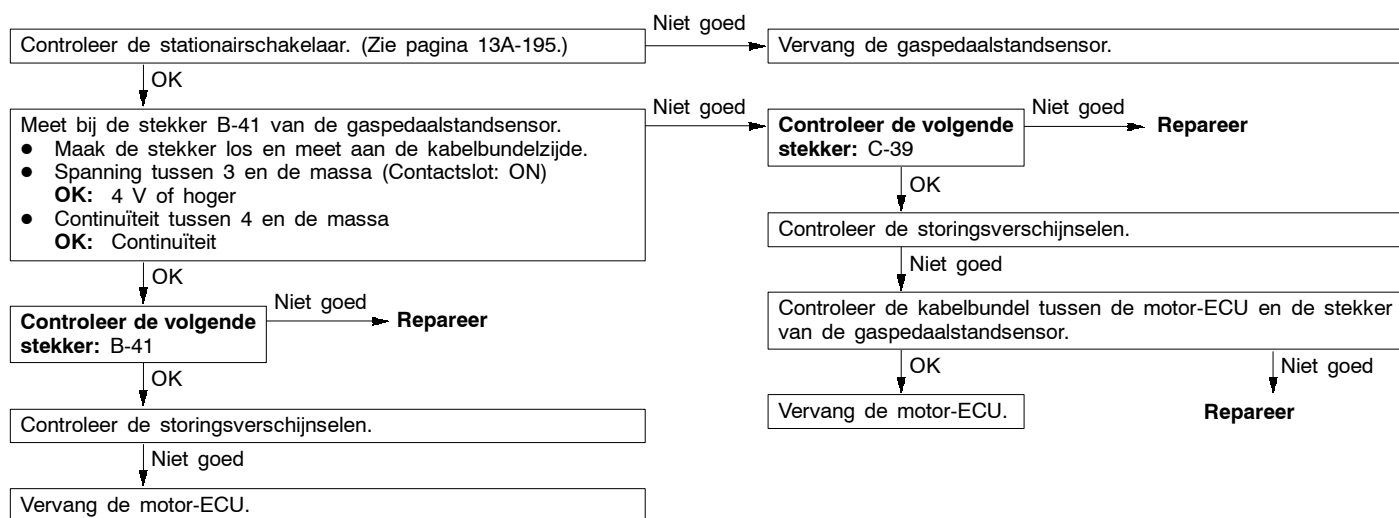 Controleer de stationairschakelaar. (Zie pagina 13A-195.)
Niet goed
Vervang de gaspedaalstandsensor.
OK
Meet bij de stekker B-41 van de gaspedaalstandsensor.
● Maak de stekker los en meet aan de kabelbundelzijde.
● Spanning tussen 3 en de massa (Contactslot: ON)
OK: 4 V of hoger
● Continuïteit tussen 4 en de massa
OK: Continuïteit
Niet goed
Controleer de volgende
stekker: C-39
Niet goed
Repareer
OK
Controleer de storingsverschijnselen.
Niet goed
Controleer de kabelbundel tussen de motor-ECU en de stekker
van de gaspedaalstandsensor.
OK
Vervang de motor-ECU.
Niet goed
Repareer
OK
Controleer de volgende
stekker: B-41
Niet goed
Repareer
OK
Controleer de storingsverschijnselen.
Niet goed
Vervang de motor-ECU.